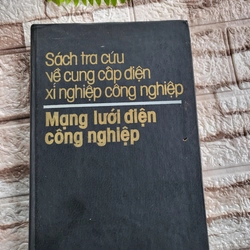 Sách tra cứu
về cung cấp điện
xí nghiệp công nghiệp
Mạng lưới điện
công nghiệp